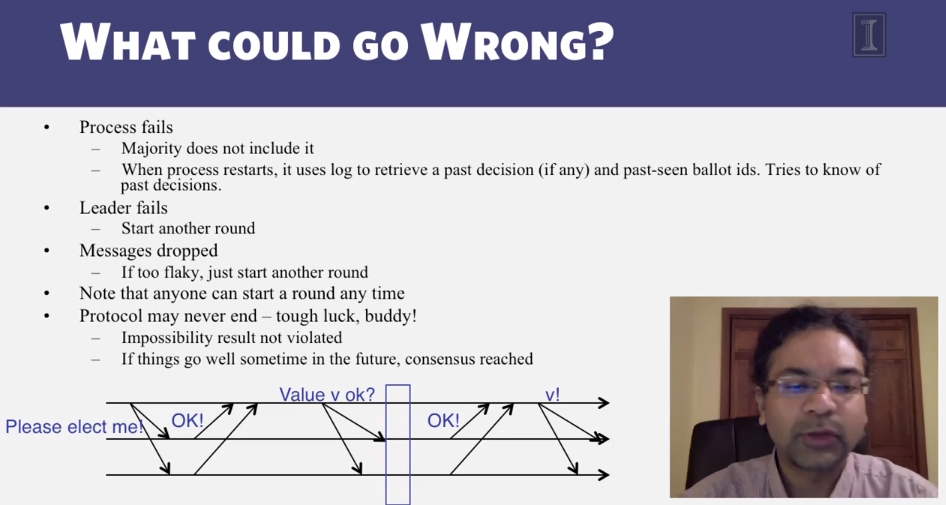 WHAT COULD GO WRONG?
I
• Process fails
– Majority does not include it
– When process restarts, it uses log to retrieve a past decision (if any) and past-seen ballot ids. Tries to know of
past decisions.
• Leader fails
– Start another round
• Messages dropped
– If too flaky, just start another round
• Note that anyone can start a round any time
• Protocol may never end – tough luck, buddy!
– Impossibility result not violated
– If things go well sometime in the future, consensus reached
Please elect me!
OK!
Value v ok?
OK!
v!